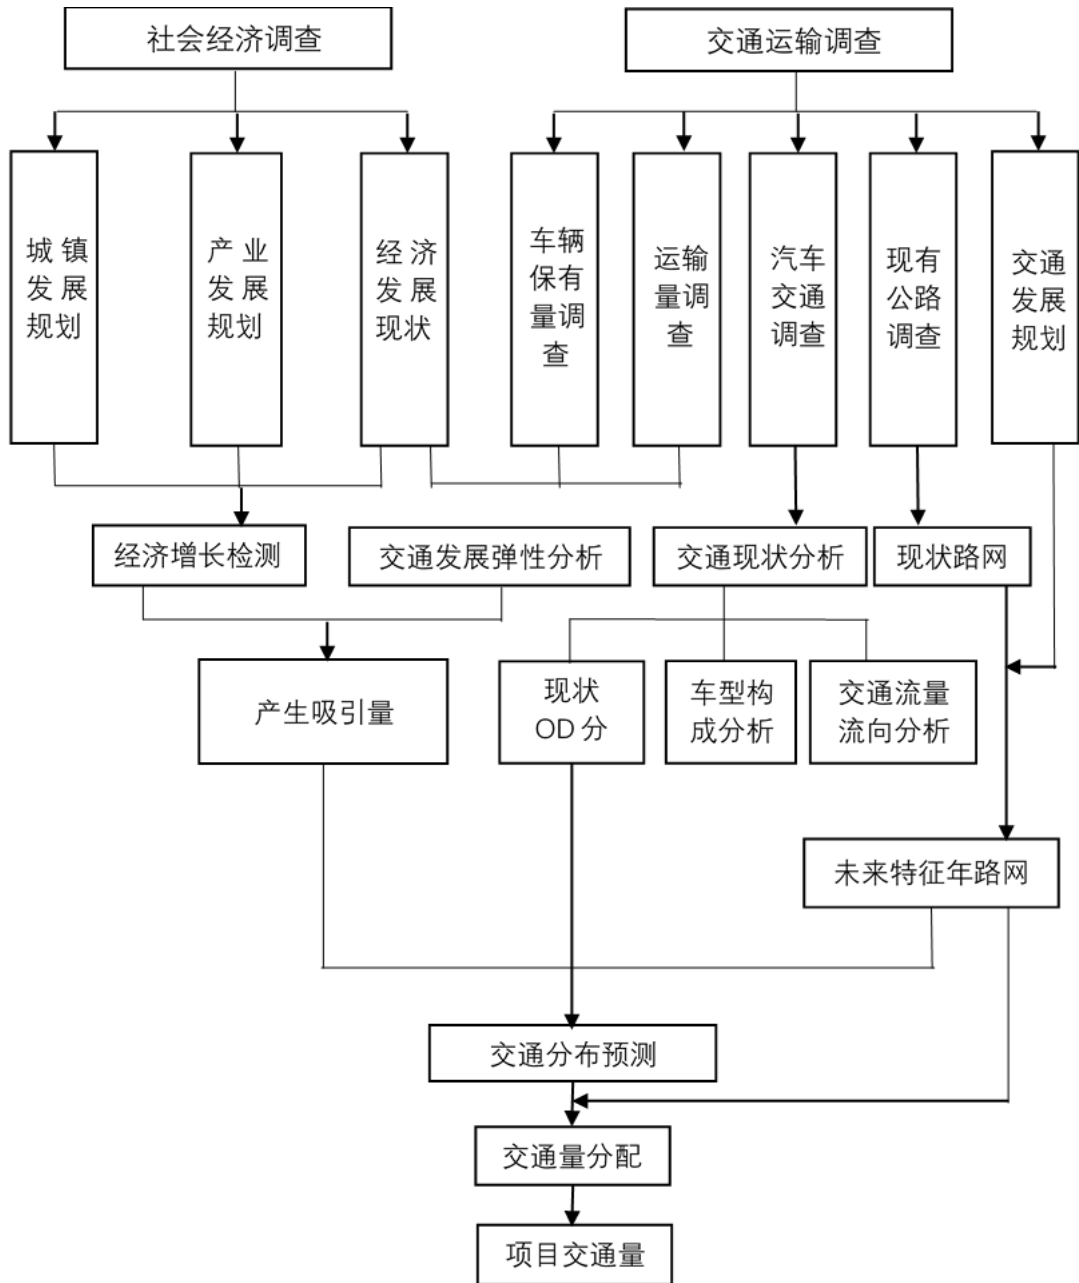 社会经济调查
交通运输调查
城镇
发展
规划
产业
发展
规划
经济
发展
现状
车辆
保有
量调
查
运输
量调
查
汽车
交通
调查
现有
公路
调查
交通
发展
规划
经济增长检测
交通发展弹性分析
交通现状分析
现状路网
产生吸引量
现状
OD 分
车型构
成分析
交通流量
流向分析
未来特征年路网
交通分布预测
交通量分配
项目交通量